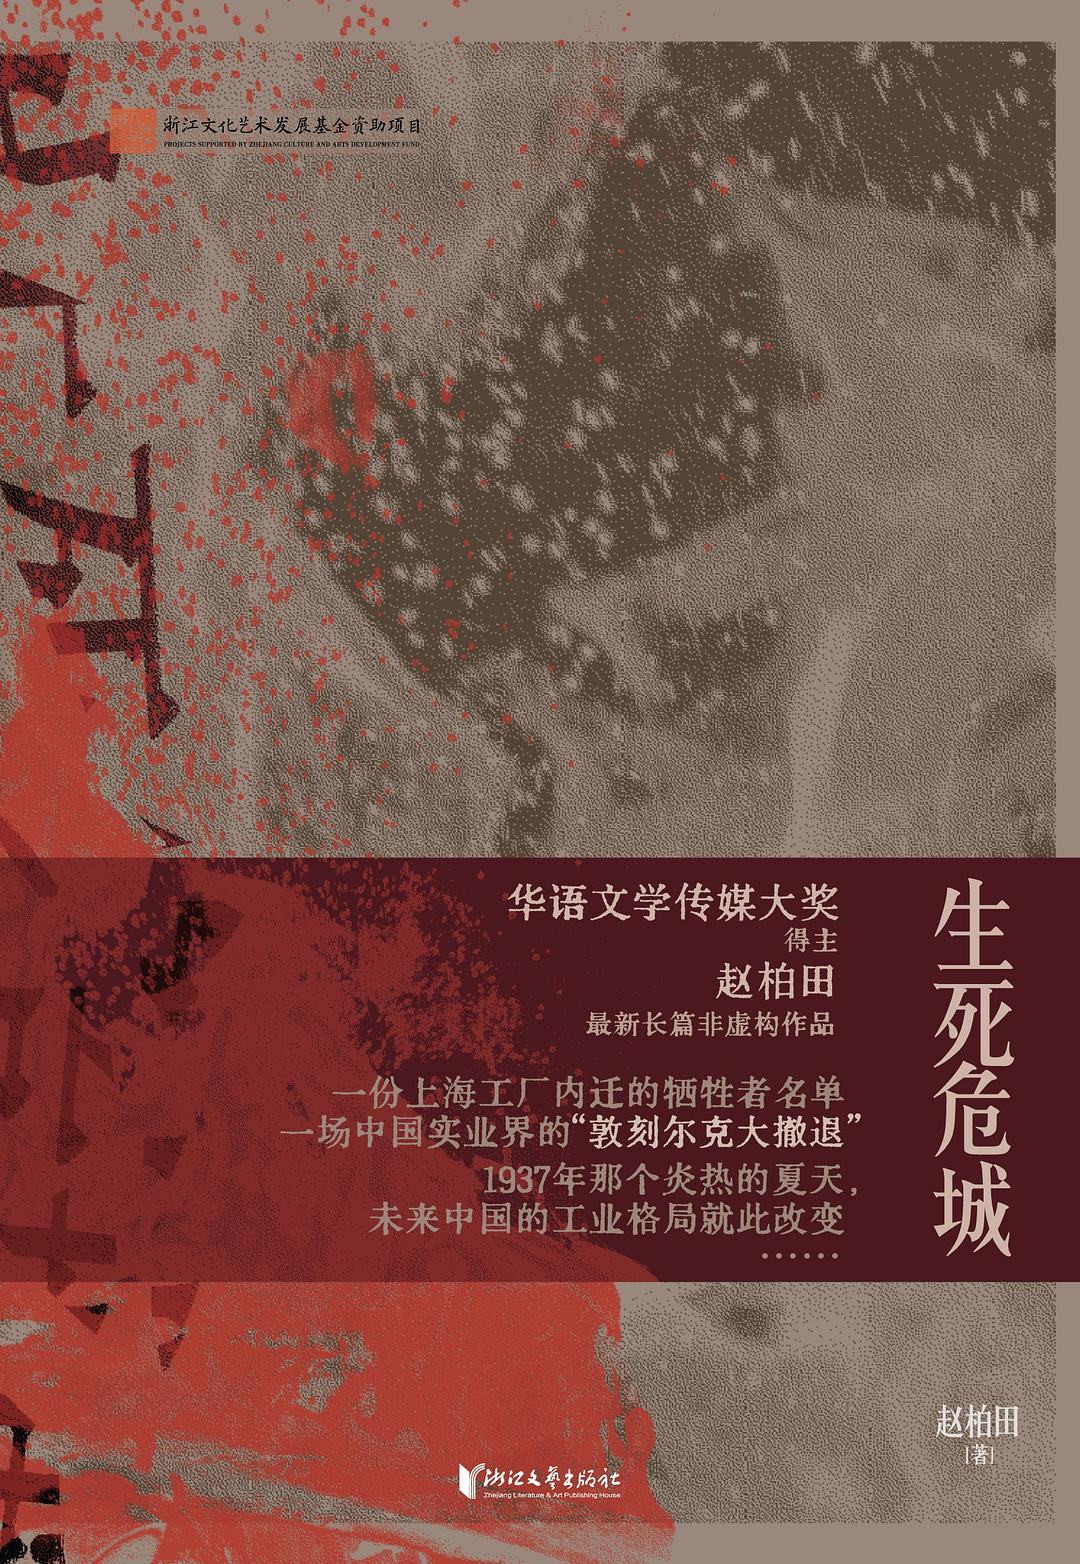 浙江文化艺术发展基金资助项目
PROJECTS SUPPORTED BY ZHEJIANG CULTURE AND ARTS DEVELOPMENT FUND
生死危城
华语文学传媒大奖
得主
赵柏田
最新长篇非虚构作品
一份上海工厂内迁的牺牲者名单
一场中国实业界的“敦刻尔克大撤退”
1937年那个炎热的夏天，
未来中国的工业格局就此改变
······
赵柏田
[著]
浙江文艺出版社
Zhejiang Literature & Art Publishing House